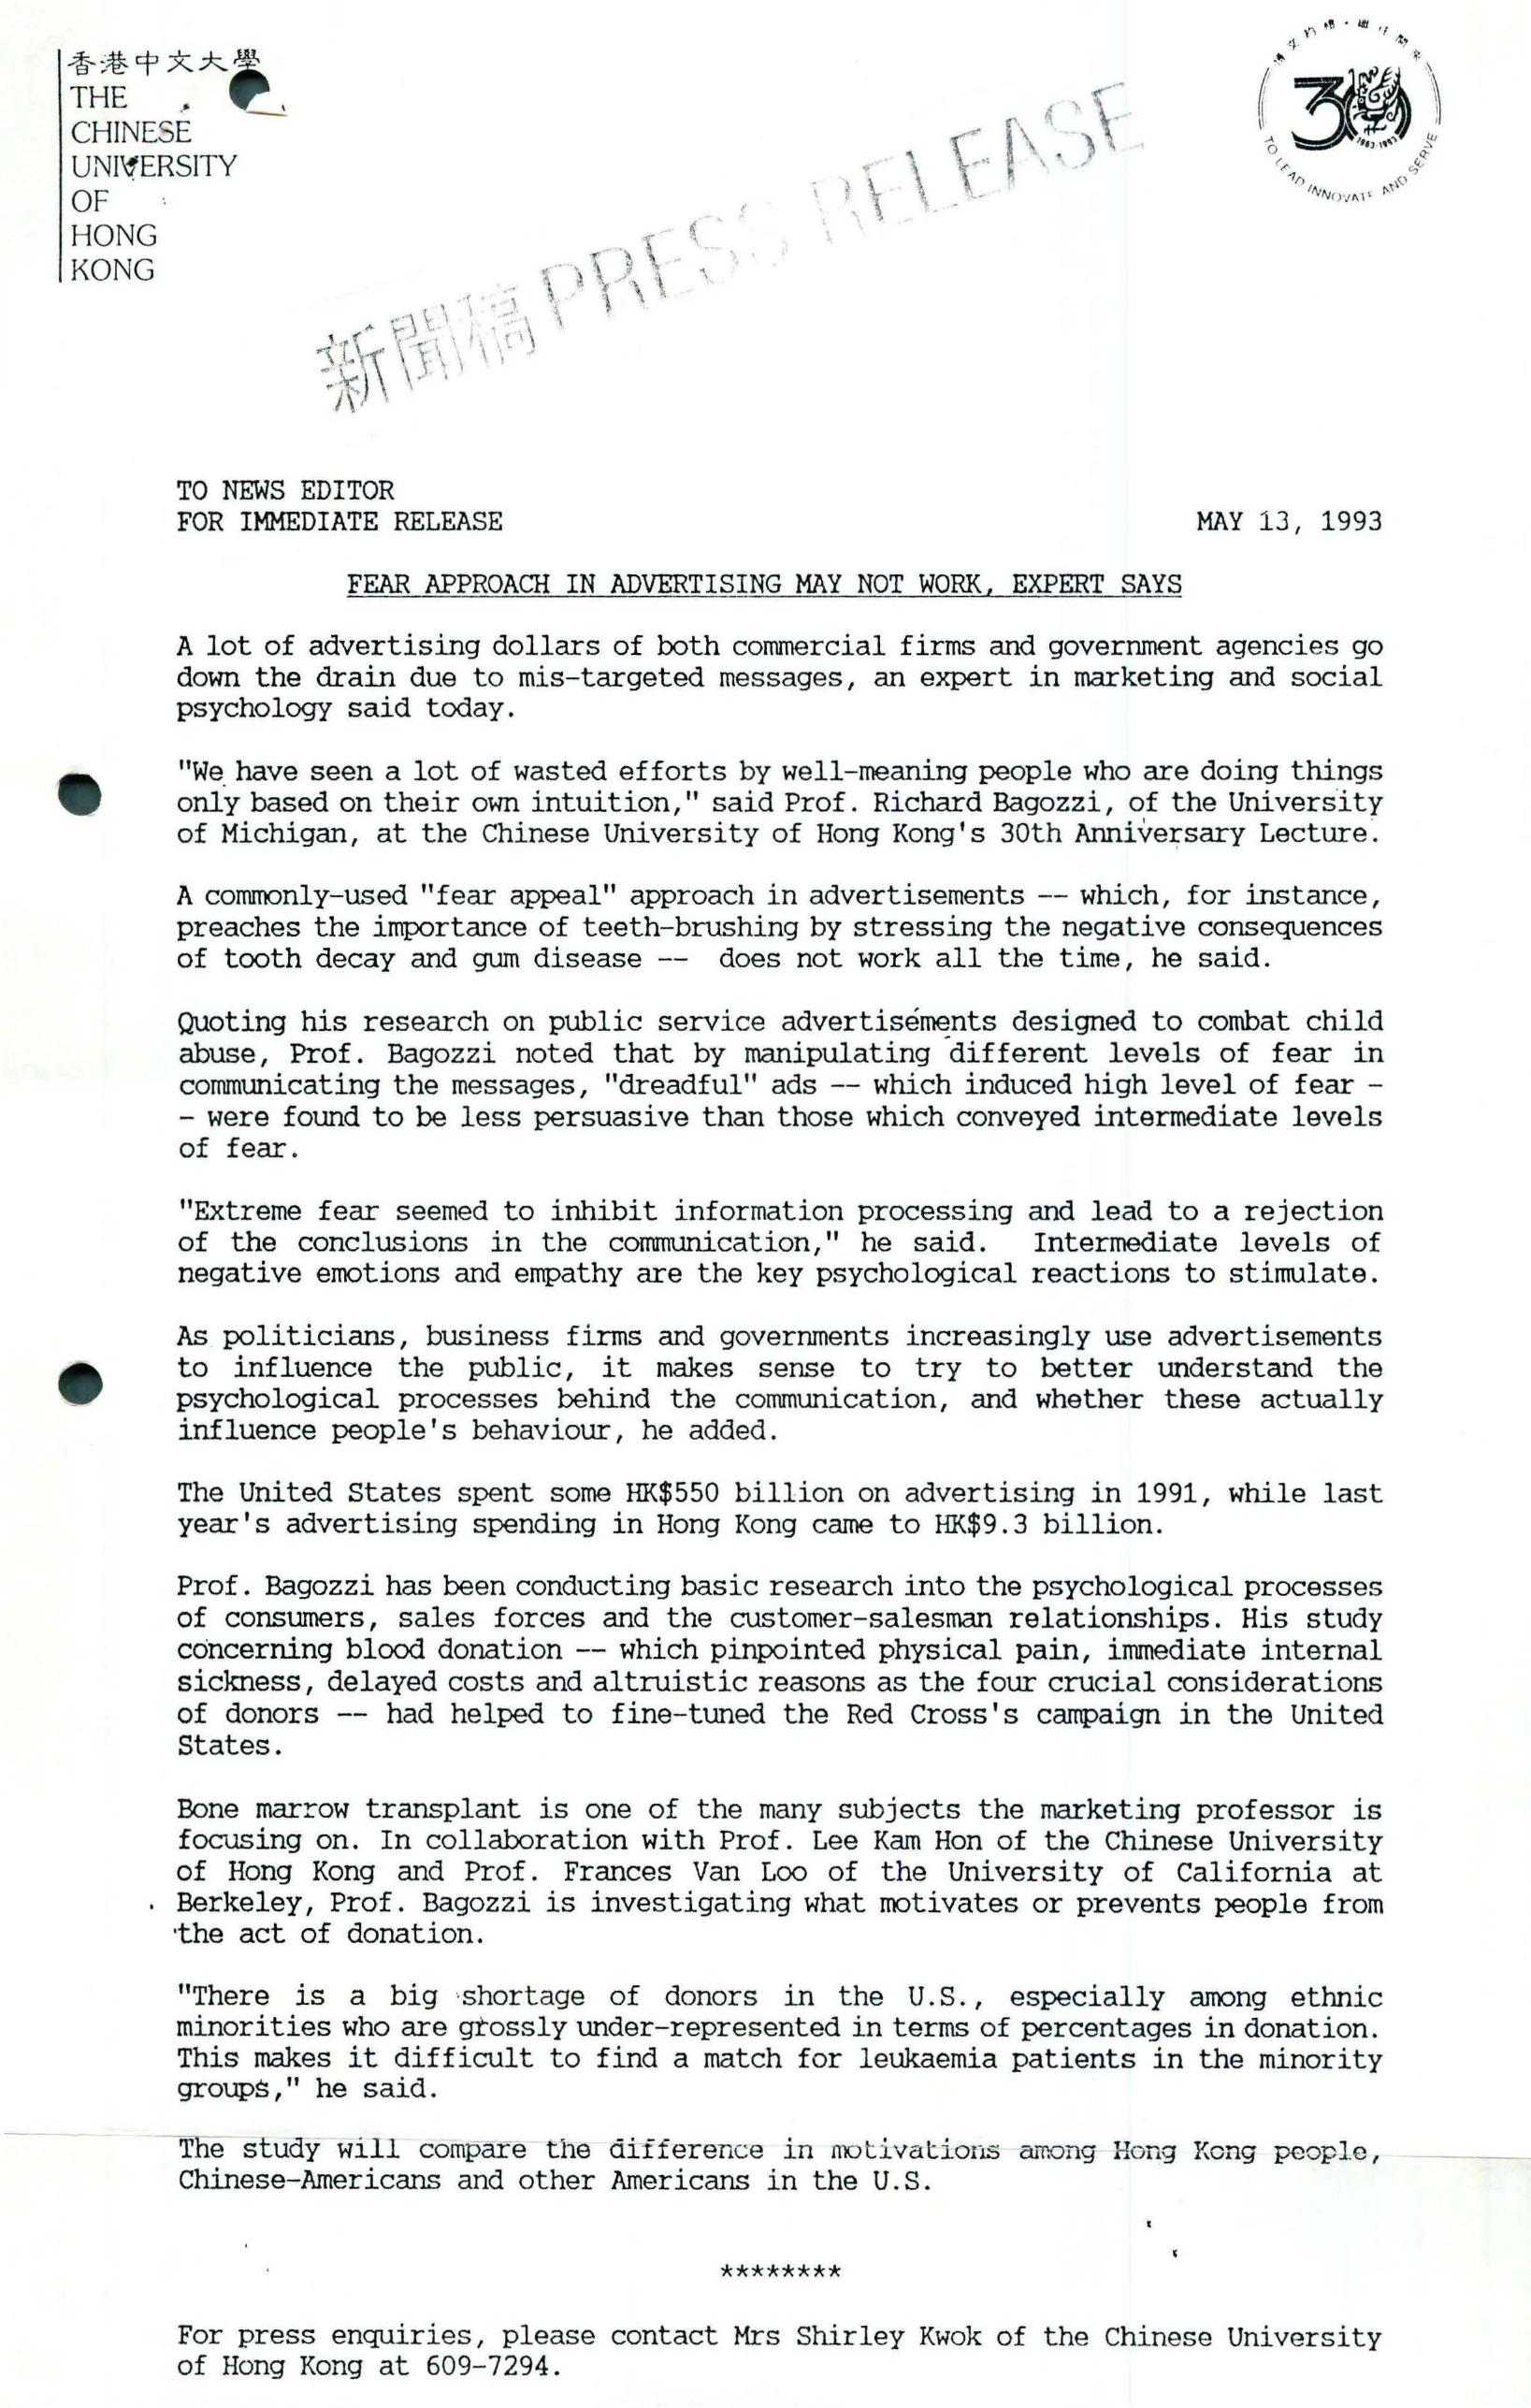 香港中文大學
THE
CHINESE
UNIVERSITY
OF
HONG
KONG
30
1963-1993
TO LEAD INNOVATE AND SERVE
新聞稿 PRESS RELEASE
TO NEWS EDITOR
FOR IMMEDIATE RELEASE MAY 13, 1993
FEAR APPROACH IN ADVERTISING MAY NOT WORK, EXPERT SAYS
A lot of advertising dollars of both commercial firms and government agencies go
down the drain due to mis-targeted messages, an expert in marketing and social
psychology said today.
"We have seen a lot of wasted efforts by well-meaning people who are doing things
only based on their own intuition," said Prof. Richard Bagozzi, of the University
of Michigan, at the Chinese University of Hong Kong's 30th Anniversary Lecture.
A commonly-used "fear appeal" approach in advertisements -- which, for instance,
preaches the importance of teeth-brushing by stressing the negative consequences
of tooth decay and gum disease -- does not work all the time, he said.
Quoting his research on public service advertisements designed to combat child
abuse, Prof. Bagozzi noted that by manipulating different levels of fear in
communicating the messages, "dreadful" ads -- which induced high level of fear -
- were found to be less persuasive than those which conveyed intermediate levels
of fear.
"Extreme fear seemed to inhibit information processing and lead to a rejection
of the conclusions in the communication," he said. Intermediate levels of
negative emotions and empathy are the key psychological reactions to stimulate.
As politicians, business firms and governments increasingly use advertisements
to influence the public, it makes sense to try to better understand the
psychological processes behind the communication, and whether these actually
influence people's behaviour, he added.
The United States spent some HK$550 billion on advertising in 1991, while last
year's advertising spending in Hong Kong came to HK$9.3 billion.
Prof. Bagozzi has been conducting basic research into the psychological processes
of consumers, sales forces and the customer-salesman relationships. His study
concerning blood donation -- which pinpointed physical pain, immediate internal
sickness, delayed costs and altruistic reasons as the four crucial considerations
of donors -- had helped to fine-tuned the Red Cross's campaign in the United
States.
Bone marrow transplant is one of the many subjects the marketing professor is
focusing on. In collaboration with Prof. Lee Kam Hon of the Chinese University
of Hong Kong and Prof. Frances Van Loo of the University of California at
Berkeley, Prof. Bagozzi is investigating what motivates or prevents people from
the act of donation.
"There is a big shortage of donors in the U.S., especially among ethnic
minorities who are grossly under-represented in terms of percentages in donation.
This makes it difficult to find a match for leukaemia patients in the minority
groups," he said.
The study will compare the difference in motivations among Hong Kong people,
Chinese-Americans and other Americans in the U.S.
********
For press enquiries, please contact Mrs Shirley Kwok of the Chinese University
of Hong Kong at 609-7294.